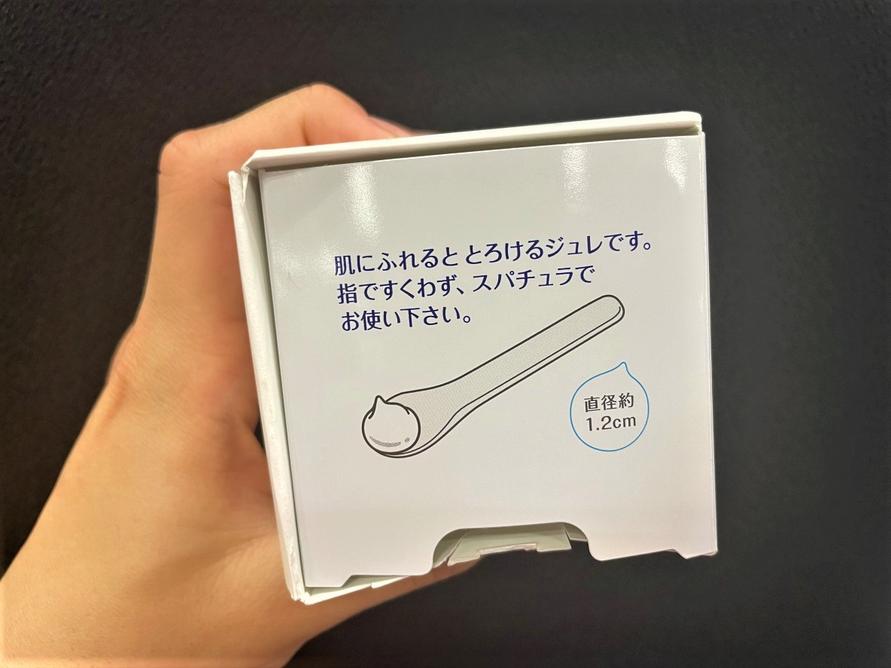 肌にふれると とろけるジュレです。
指ですくわず、スパチュラで
お使い下さい。
直径約
1.2cm